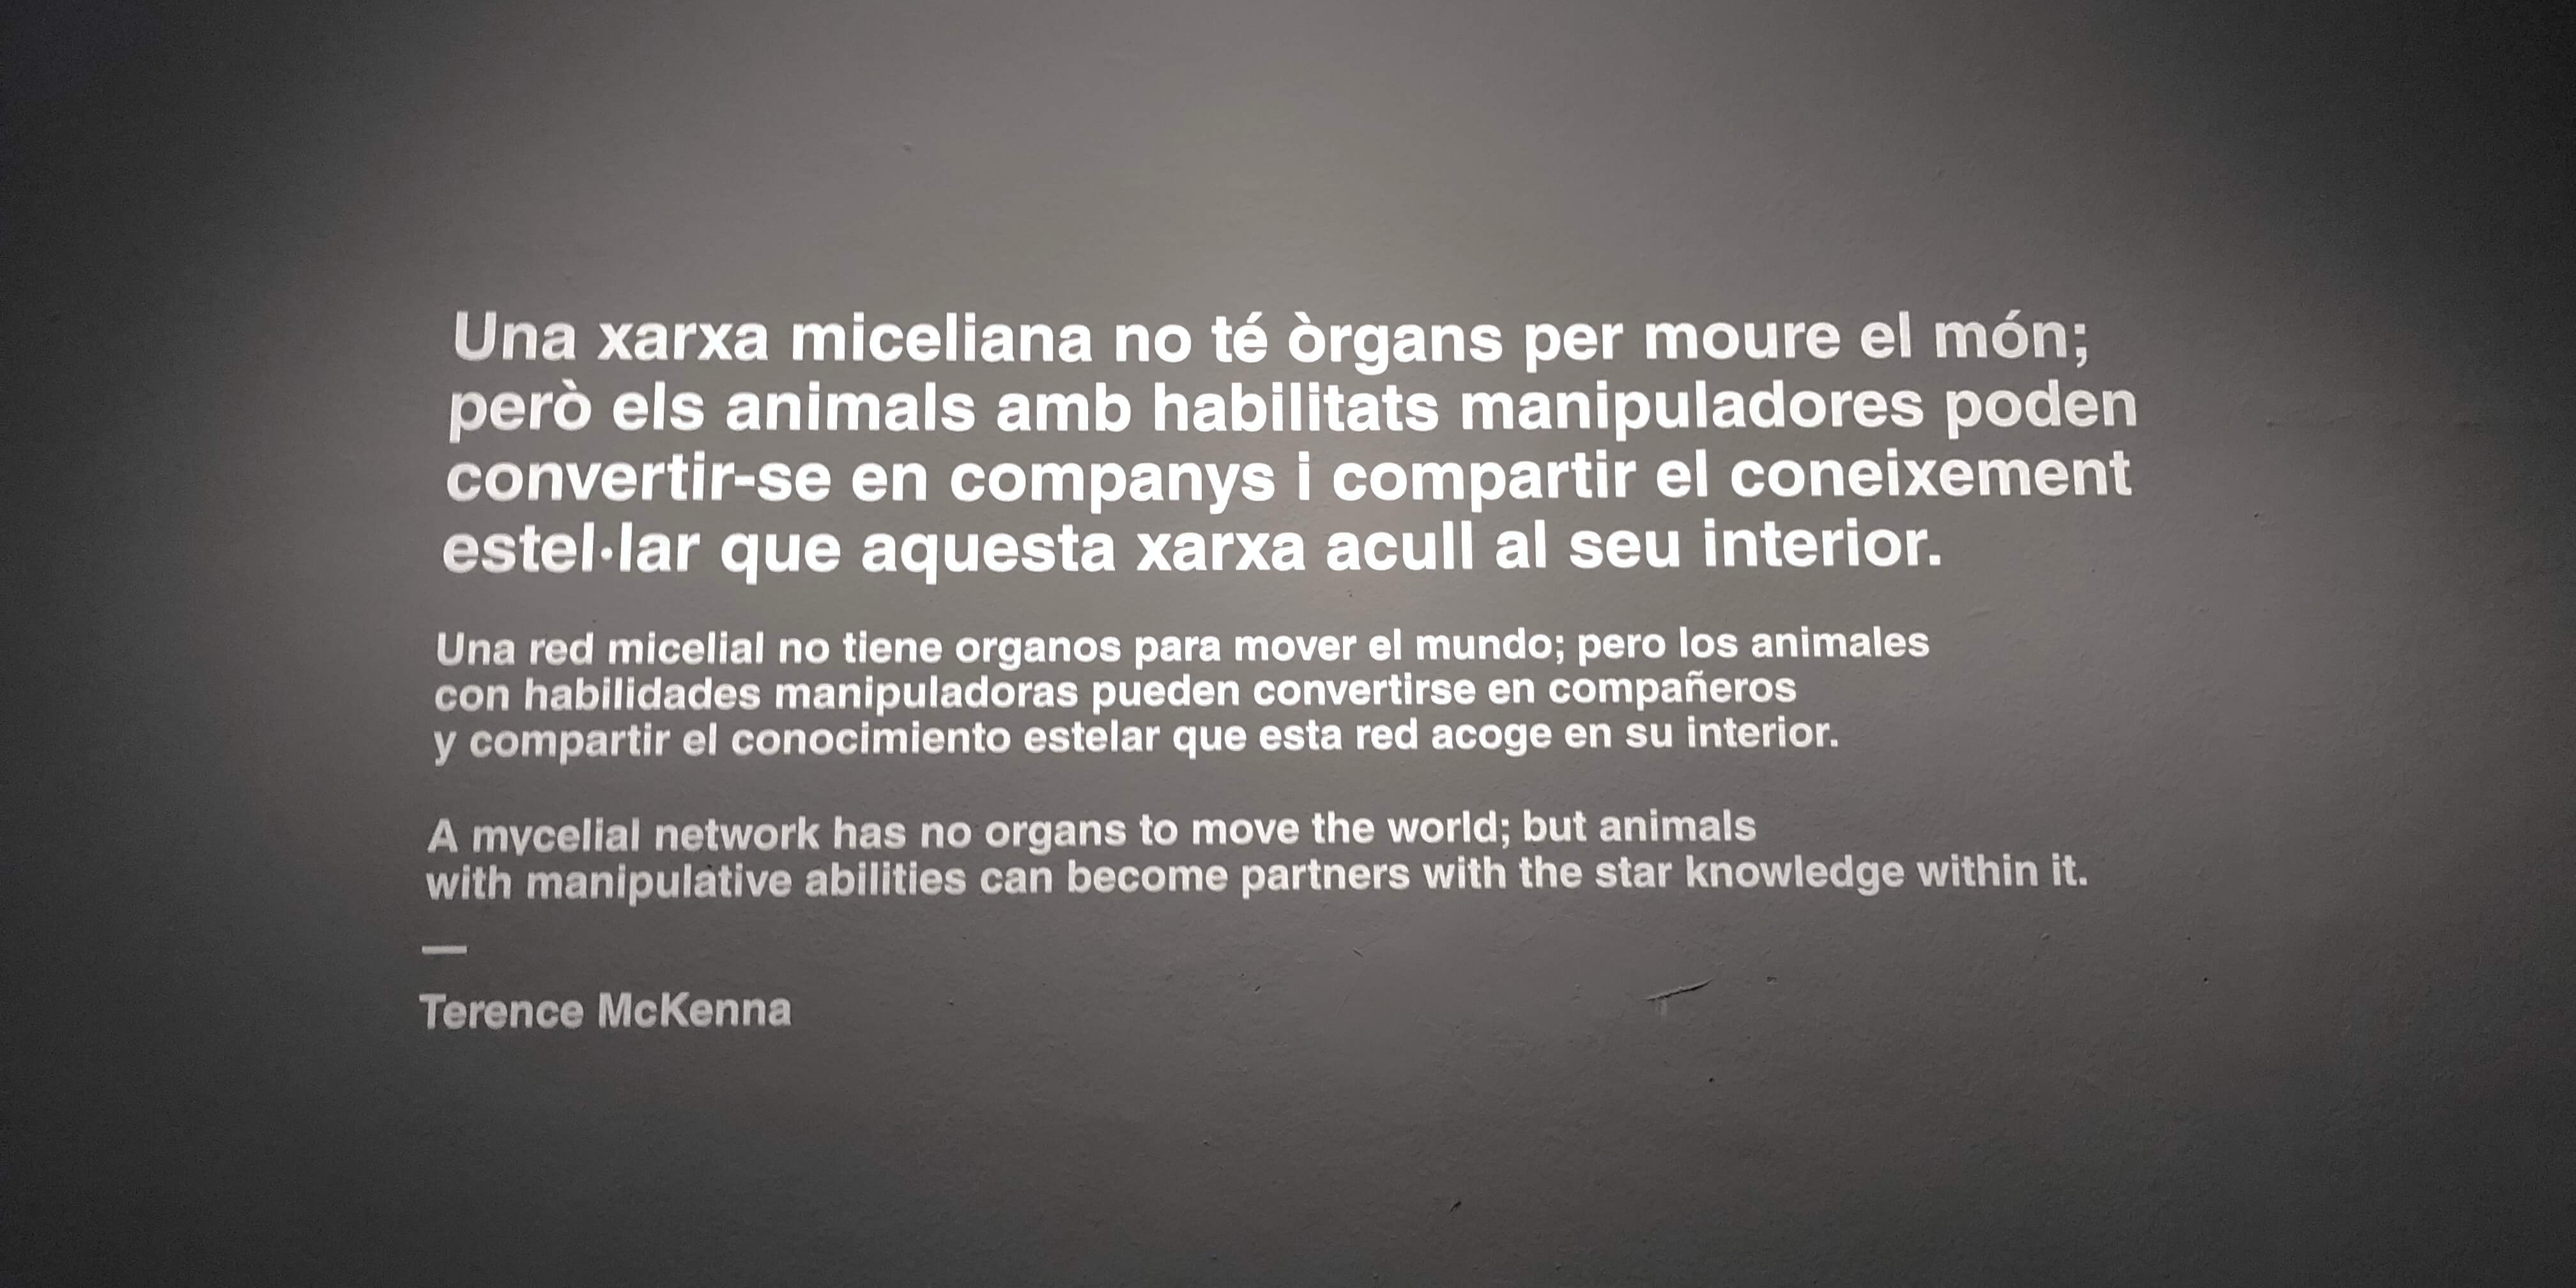 Una xarxa miceliana no té òrgans per moure el món;
però els animals amb habilitats manipuladores poden
convertir-se en companys i compartir el coneixement
estel·lar que aquesta xarxa acull al seu interior.
Una red micelial no tiene organos para mover el mundo; pero los animales
con habilidades manipuladoras pueden convertirse en compañeros
y compartir el conocimiento estelar que esta red acoge en su interior.
A mycelial network has no organs to move the world; but animals
with manipulative abilities can become partners with the star knowledge within it.
—
Terence McKenna